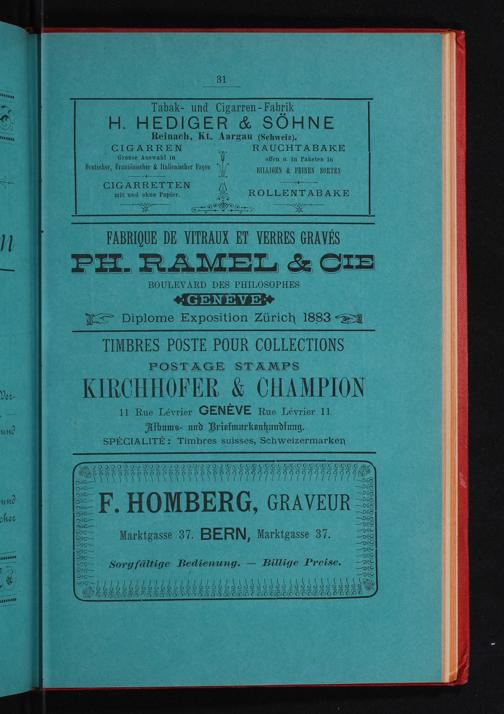 31
Tabak- und Cigarren-Fabrik
H. HEDIGER & SÖHNE
Reinach, Kt. Aargau (Schweiz).
CIGARREN
Grosse Auswahl in
Deutscher, Französischer & Italienischer Façon
CIGARRETTEN
mit und ohne Papier.
RAUCHTABAKE
offen u. in Paketen in
BILLIGEN & FEINEN SORTEN
ROLLENTABAKE
FABRIQUE DE VITRAUX ET VERRES GRAVÉS
PH. RAMEL & CIE
BOULEVARD DES PHILOSOPHES
GENÈVE
Diplome Exposition Zürich 1883
TIMBRES POSTE POUR COLLECTIONS
POSTAGE STAMPS
KIRCHHOFER & CHAMPION
11 Rue Lévrier GENÈVE Rue Lévrier 11
Albums- und Briefmarkenhandlung.
SPÉCIALITÉ: Timbres suisses, Schweizermarken
F. HOMBERG, GRAVEUR
Marktgasse 37. BERN, Marktgasse 37.
Sorgfältige Bedienung. — Billige Preise.
n
Ver-
und
und
cher